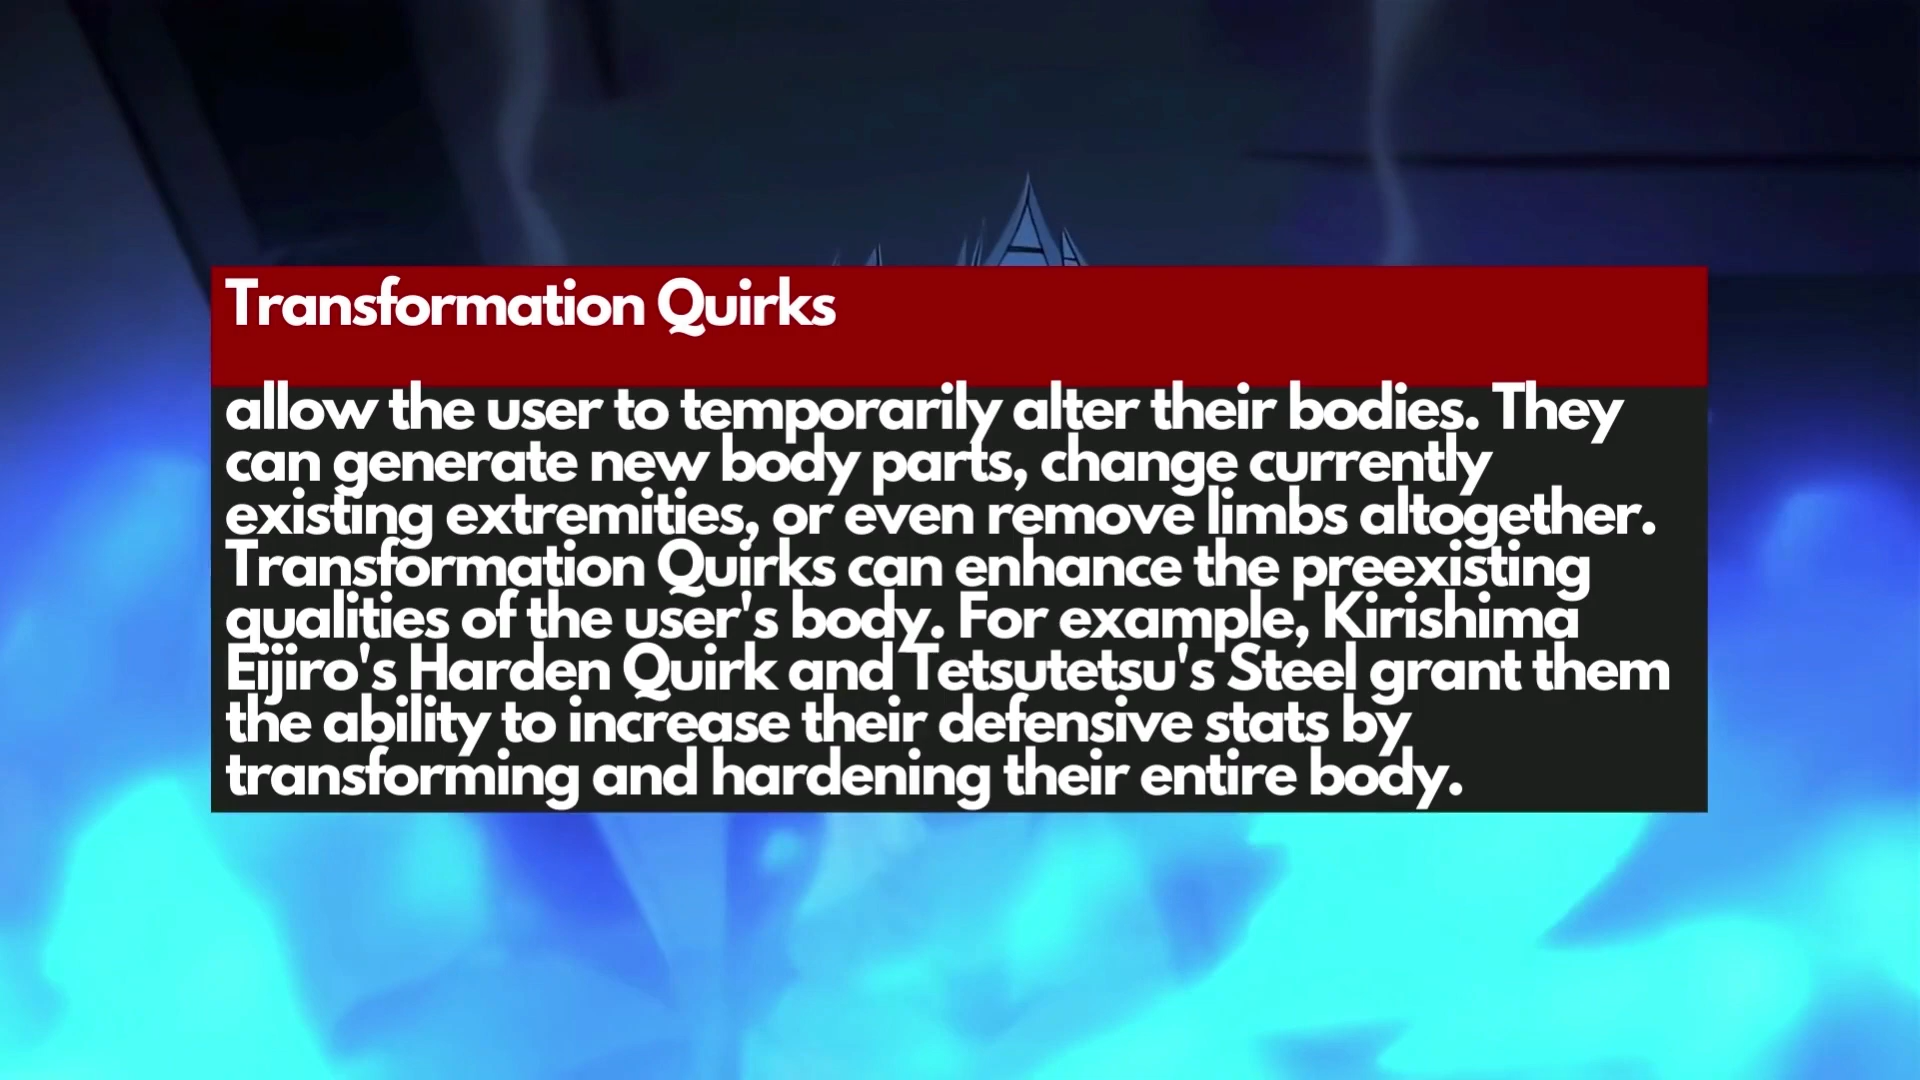 Transformation Quirks
allow the user to temporarily alter their bodies. They
can generate new body parts, change currently
existing extremities, or even remove limbs altogether.
Transformation Quirks can enhance the preexisting
qualities of the user's body. For example, Kirishima
Eijiro's Harden Quirk and Tetsutetsu's Steel grant them
the ability to increase their defensive stats by
transforming and hardening their entire body.